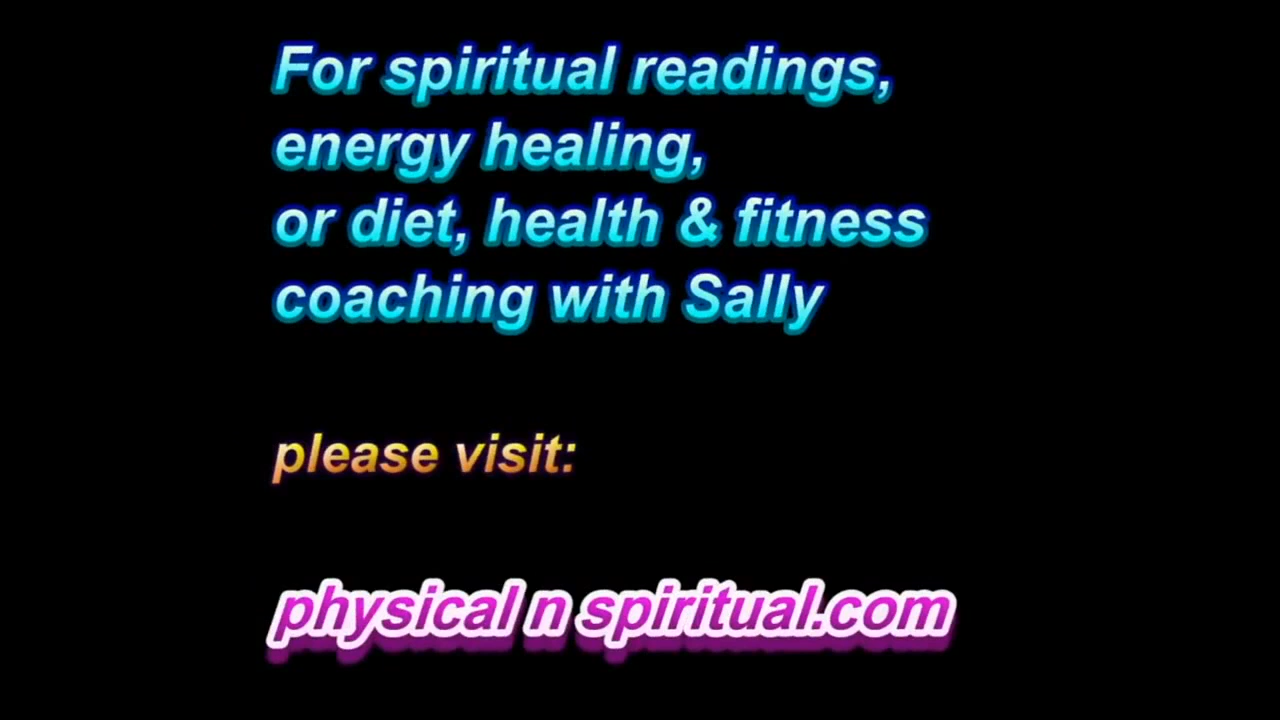 For spiritual readings,
energy healing,
or diet, health & fitness
coaching with Sally
please visit:
physical n spiritual.com